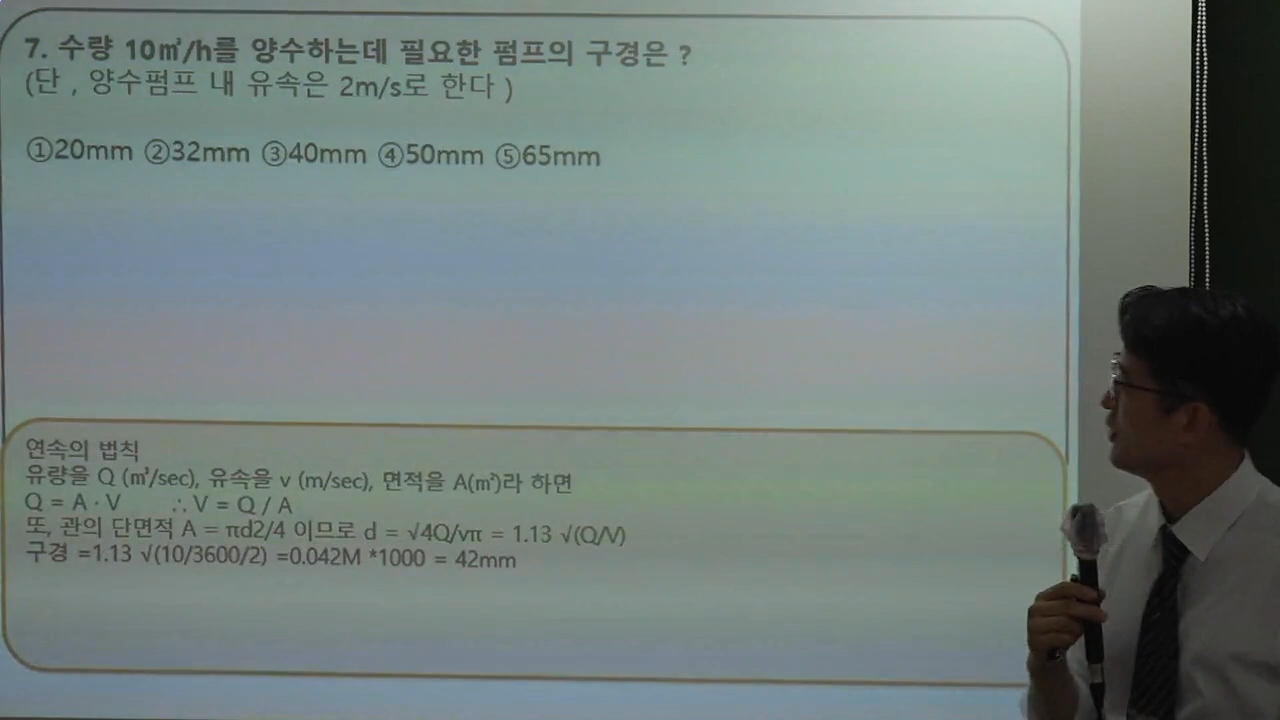 7. 수량 10㎥/h를 양수하는데 필요한 펌프의 구경은 ?
(단 , 양수펌프 내 유속은 2m/s로 한다 )
①20mm ②32mm ③40mm ④50mm ⑤65mm
연속의 법칙
유량을 Q (㎥/sec), 유속을 v (m/sec), 면적을 A(㎡)라 하면
Q = A · V ∴ V = Q / A
또, 관의 단면적 A = πd2/4 이므로 d = √4Q/vπ = 1.13 √(Q/V)
구경 =1.13 √(10/3600/2) =0.042M *1000 = 42mm